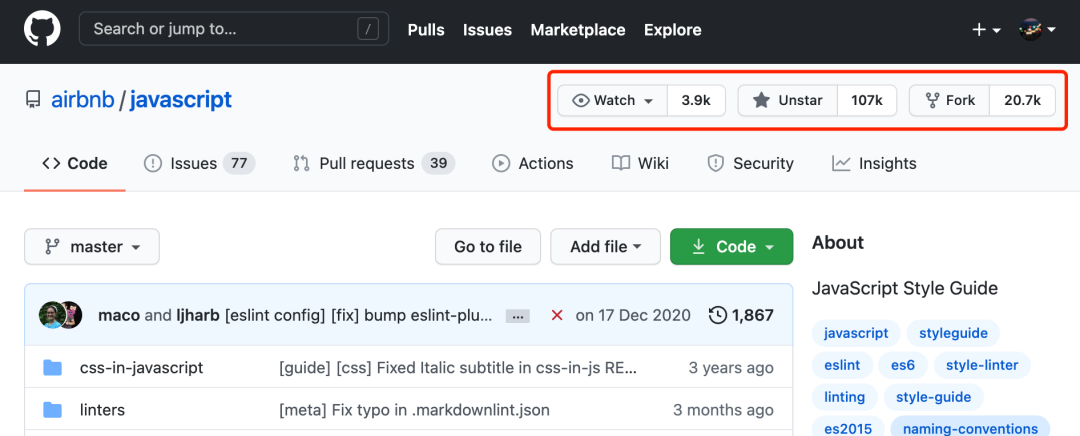 Search or jump to... / Pulls Issues Marketplace Explore
airbnb / javascript Watch 3.9k Unstar 107k Fork 20.7k
Code Issues 77 Pull requests 39 Actions Wiki Security Insights
master Go to file Add file Code
About
JavaScript Style Guide
maco and ljharb [eslint config] [fix] bump eslint-plu... ... on 17 Dec 2020 1,867
css-in-javascript [guide] [css] Fixed Italic subtitle in css-in-js RE... 3 years ago
linters [meta] Fix typo in .markdownlint.json 3 months ago
javascript styleguide
eslint es6 style-linter
linting style-guide
es2015 naming-conventions